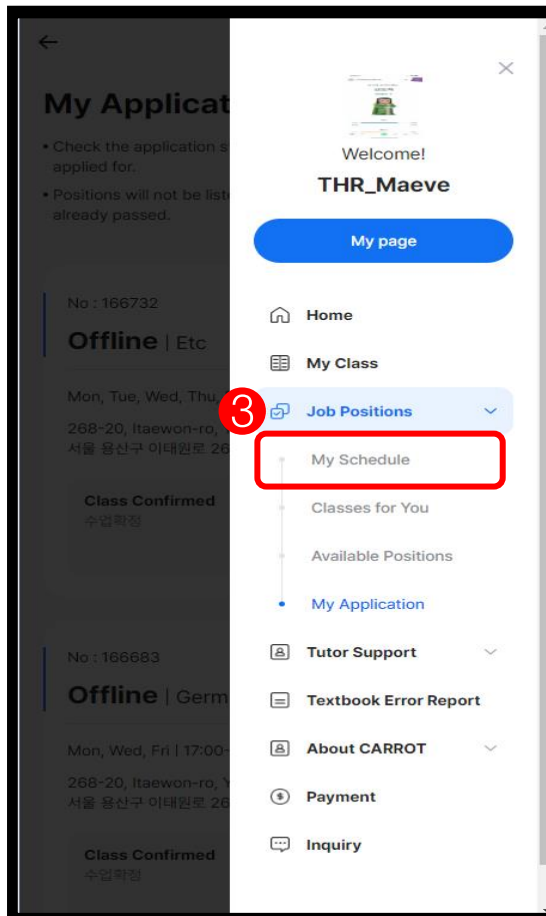 My Applicat
• Check the application s
applied for.
• Positions will not be liste
already passed.
No : 166732
Offline | Etc
Mon, Tue, Wed, Thu,
268-20, Itaewon-ro, Y
서울 용산구 이태원로 26
Class Confirmed
수업확정
No : 166683
Offline | Germ
Mon, Wed, Fri | 17:00-
268-20, Itaewon-ro, Y
서울 용산구 이태원로 26
Class Confirmed
수업확정
Welcome!
THR_Maeve
My page
Home
My Class
3
Job Positions
My Schedule
Classes for You
Available Positions
My Application
Tutor Support
Textbook Error Report
About CARROT
Payment
Inquiry